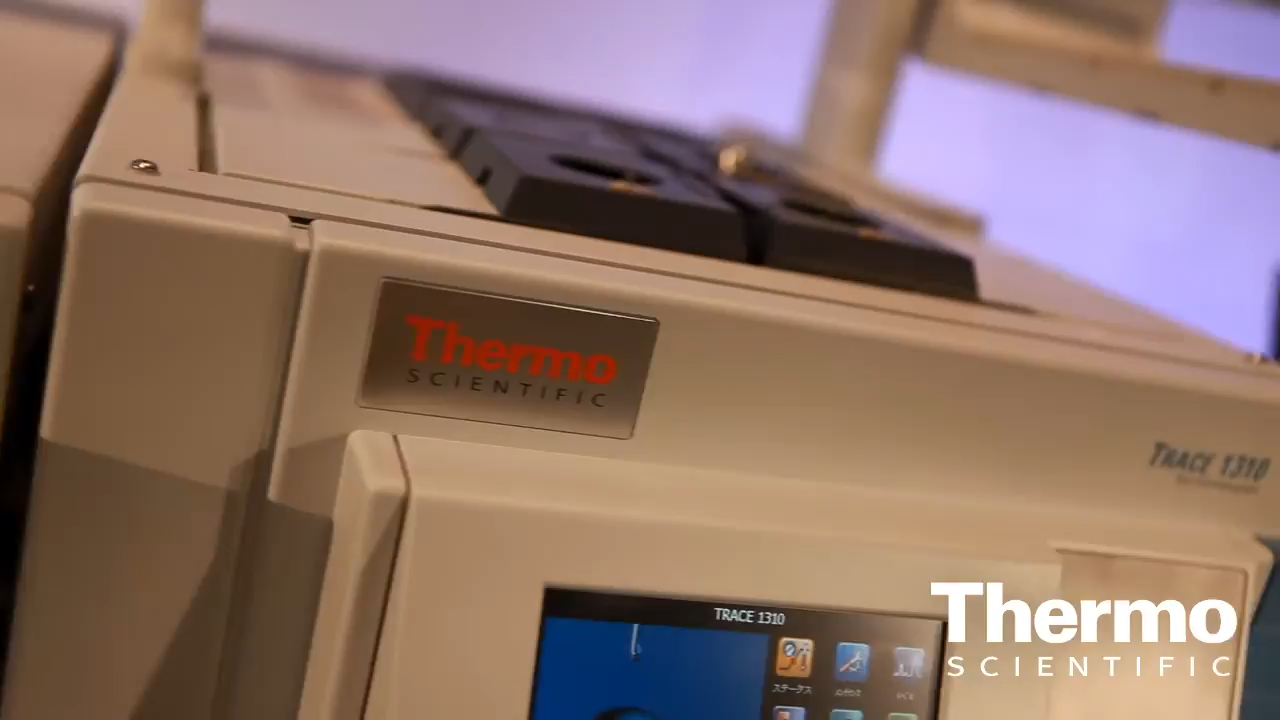 Thermo
SCIENTIFIC
TRACE 1310
TRACE 1310
ステータス
Thermo
SCIENTIFIC